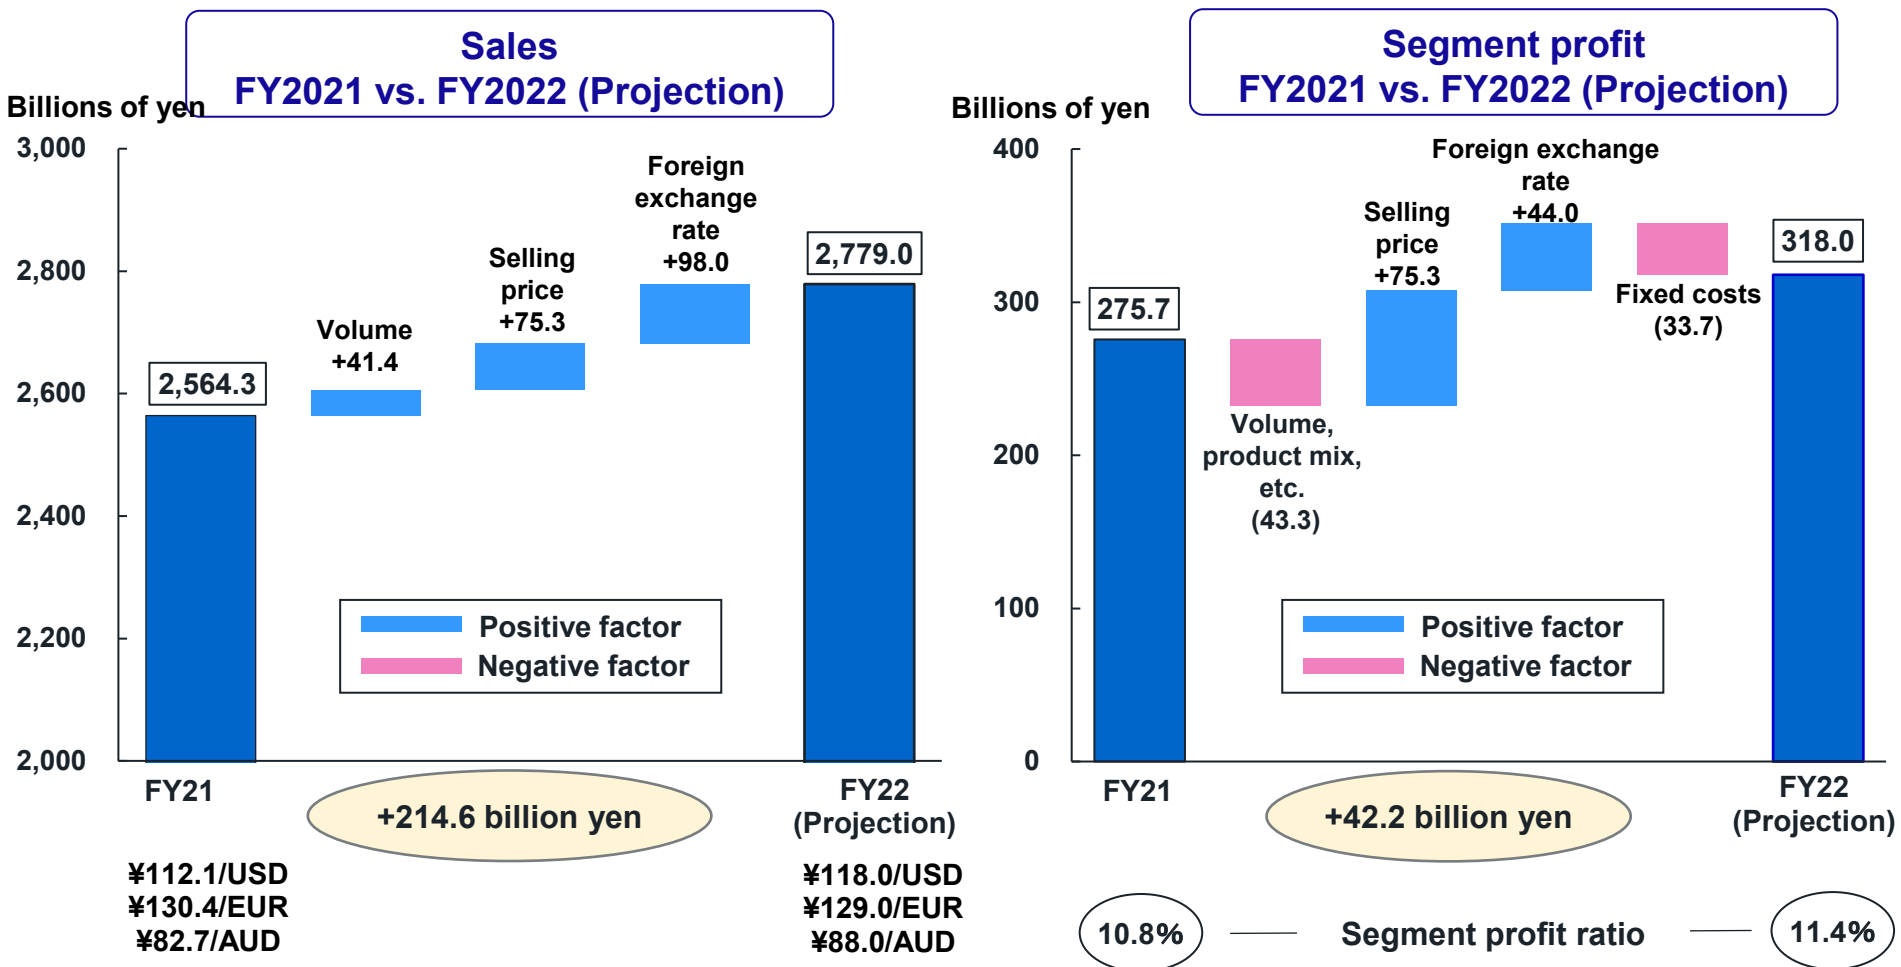 Sales
FY2021 vs. FY2022 (Projection)
Billions of yen
3,000
2,800
2,600
2,400
2,200
2,000
2,564.3
Volume
+41.4
Selling
price
+75.3
Foreign
exchange
rate
+98.0
2,779.0
Positive factor
Negative factor
FY21
+214.6 billion yen
FY22
(Projection)
¥112.1/USD
¥130.4/EUR
¥82.7/AUD
¥118.0/USD
¥129.0/EUR
¥88.0/AUD
Segment profit
FY2021 vs. FY2022 (Projection)
Billions of yen
400
300
200
100
0
275.7
Volume,
product mix,
etc.
(43.3)
Selling
price
+75.3
Foreign exchange
rate
+44.0
Fixed costs
(33.7)
318.0
Positive factor
Negative factor
FY21
+42.2 billion yen
FY22
(Projection)
10.8%
Segment profit ratio
11.4%